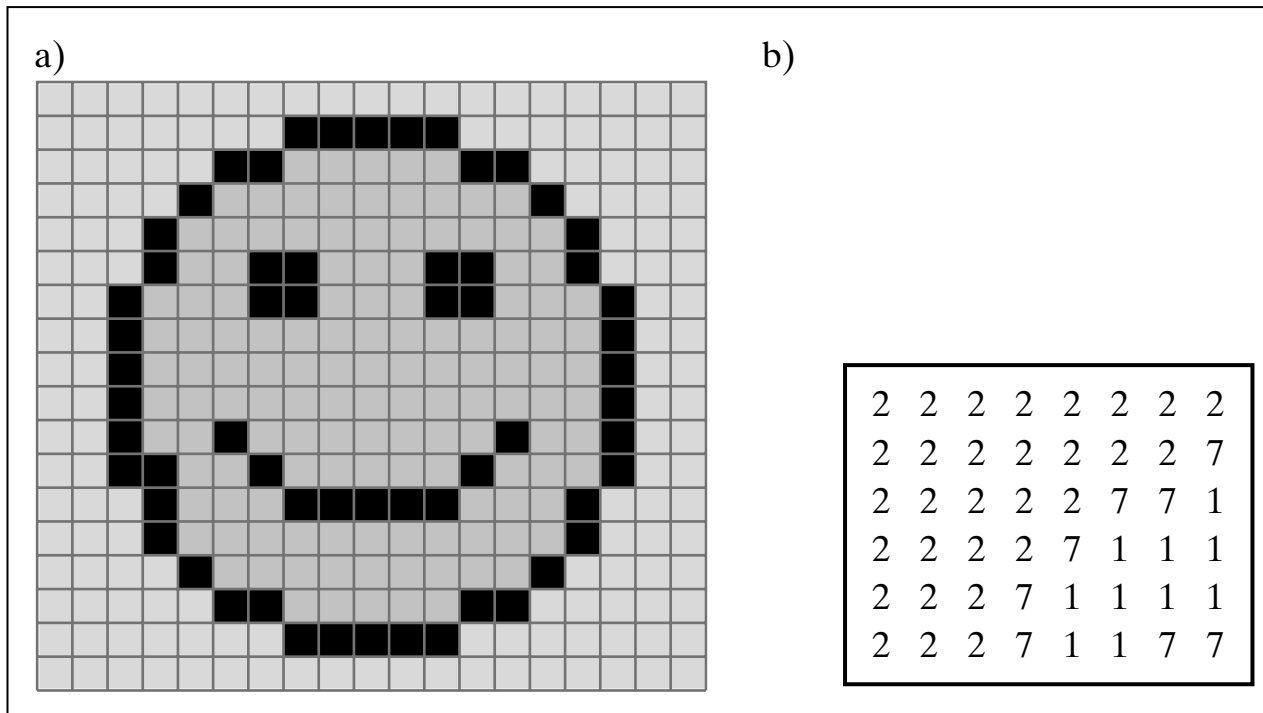 a)
b)
2 2 2 2 2 2 2 2
2 2 2 2 2 2 2 7
2 2 2 2 2 7 7 1
2 2 2 2 7 1 1 1
2 2 2 7 1 1 1 1
2 2 2 7 1 1 7 7